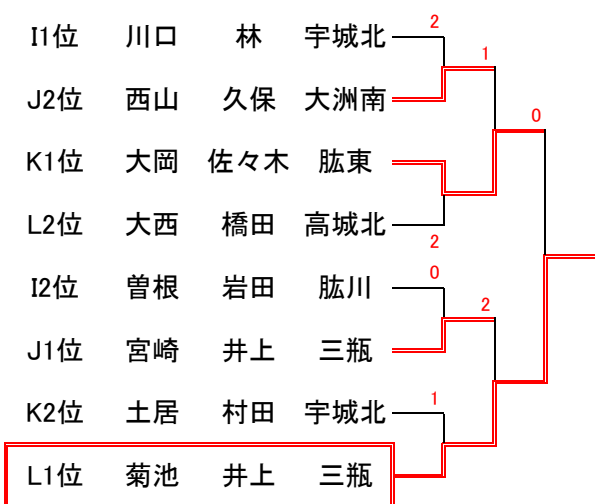 I1位 川口 林 宇城北 2
1
J2位 西山 久保 大洲南
0
K1位 大岡 佐々木 肱東
L2位 大西 橋田 高城北
2
I2位 曽根 岩田 肱川 0
2
J1位 宮崎 井上 三瓶
K2位 土居 村田 宇城北 1
L1位 菊池 井上 三瓶